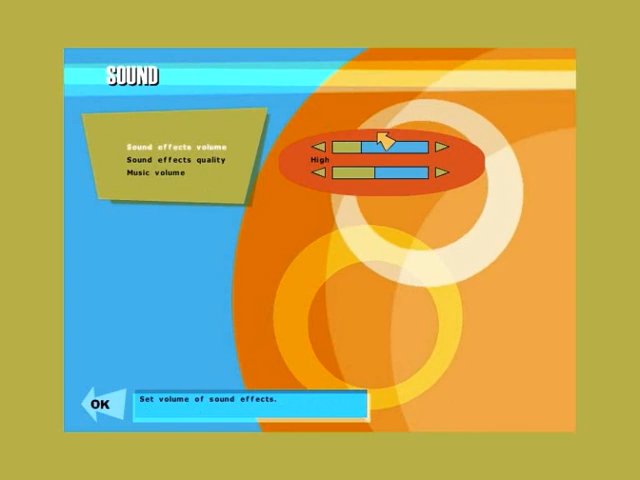 SOUND
Sound effects volume
Sound effects quality
High
Music volume
OK
Set volume of sound effects.